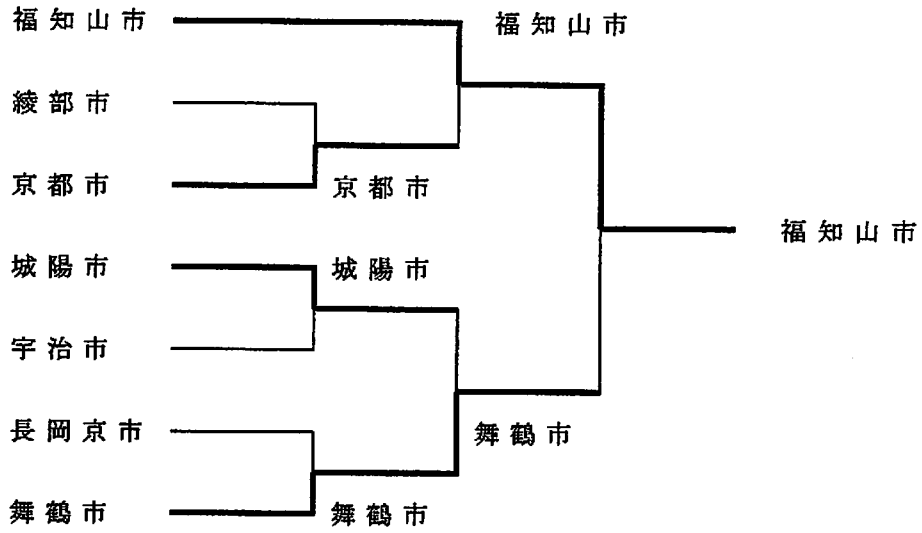 福知山市 福知山市
綾部市
京都市 京都市
福知山市
城陽市 城陽市
宇治市
長岡京市 舞鶴市
舞鶴市 舞鶴市